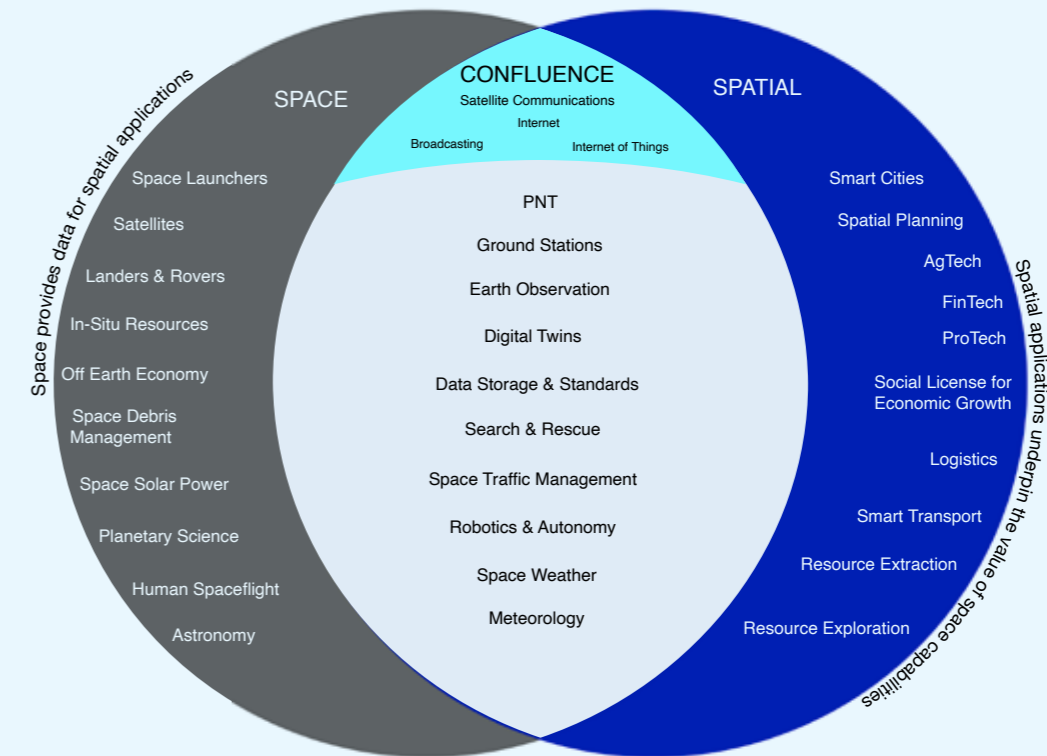 Space provides data for spatial applications
SPACE
Space Launchers
Satellites
Landers & Rovers
In-Situ Resources
Off Earth Economy
Space Debris
Management
Space Solar Power
Planetary Science
Human Spaceflight
Astronomy
CONFLUENCE
Satellite Communications
Internet
Broadcasting
Internet of Things
PNT
Ground Stations
Earth Observation
Digital Twins
Data Storage & Standards
Search & Rescue
Space Traffic Management
Robotics & Autonomy
Space Weather
Meteorology
SPATIAL
Smart Cities
Spatial Planning
AgTech
FinTech
ProTech
Social License for
Economic Growth
Logistics
Smart Transport
Resource Extraction
Resource Exploration
Spatial applications underpin the value of space capabilities